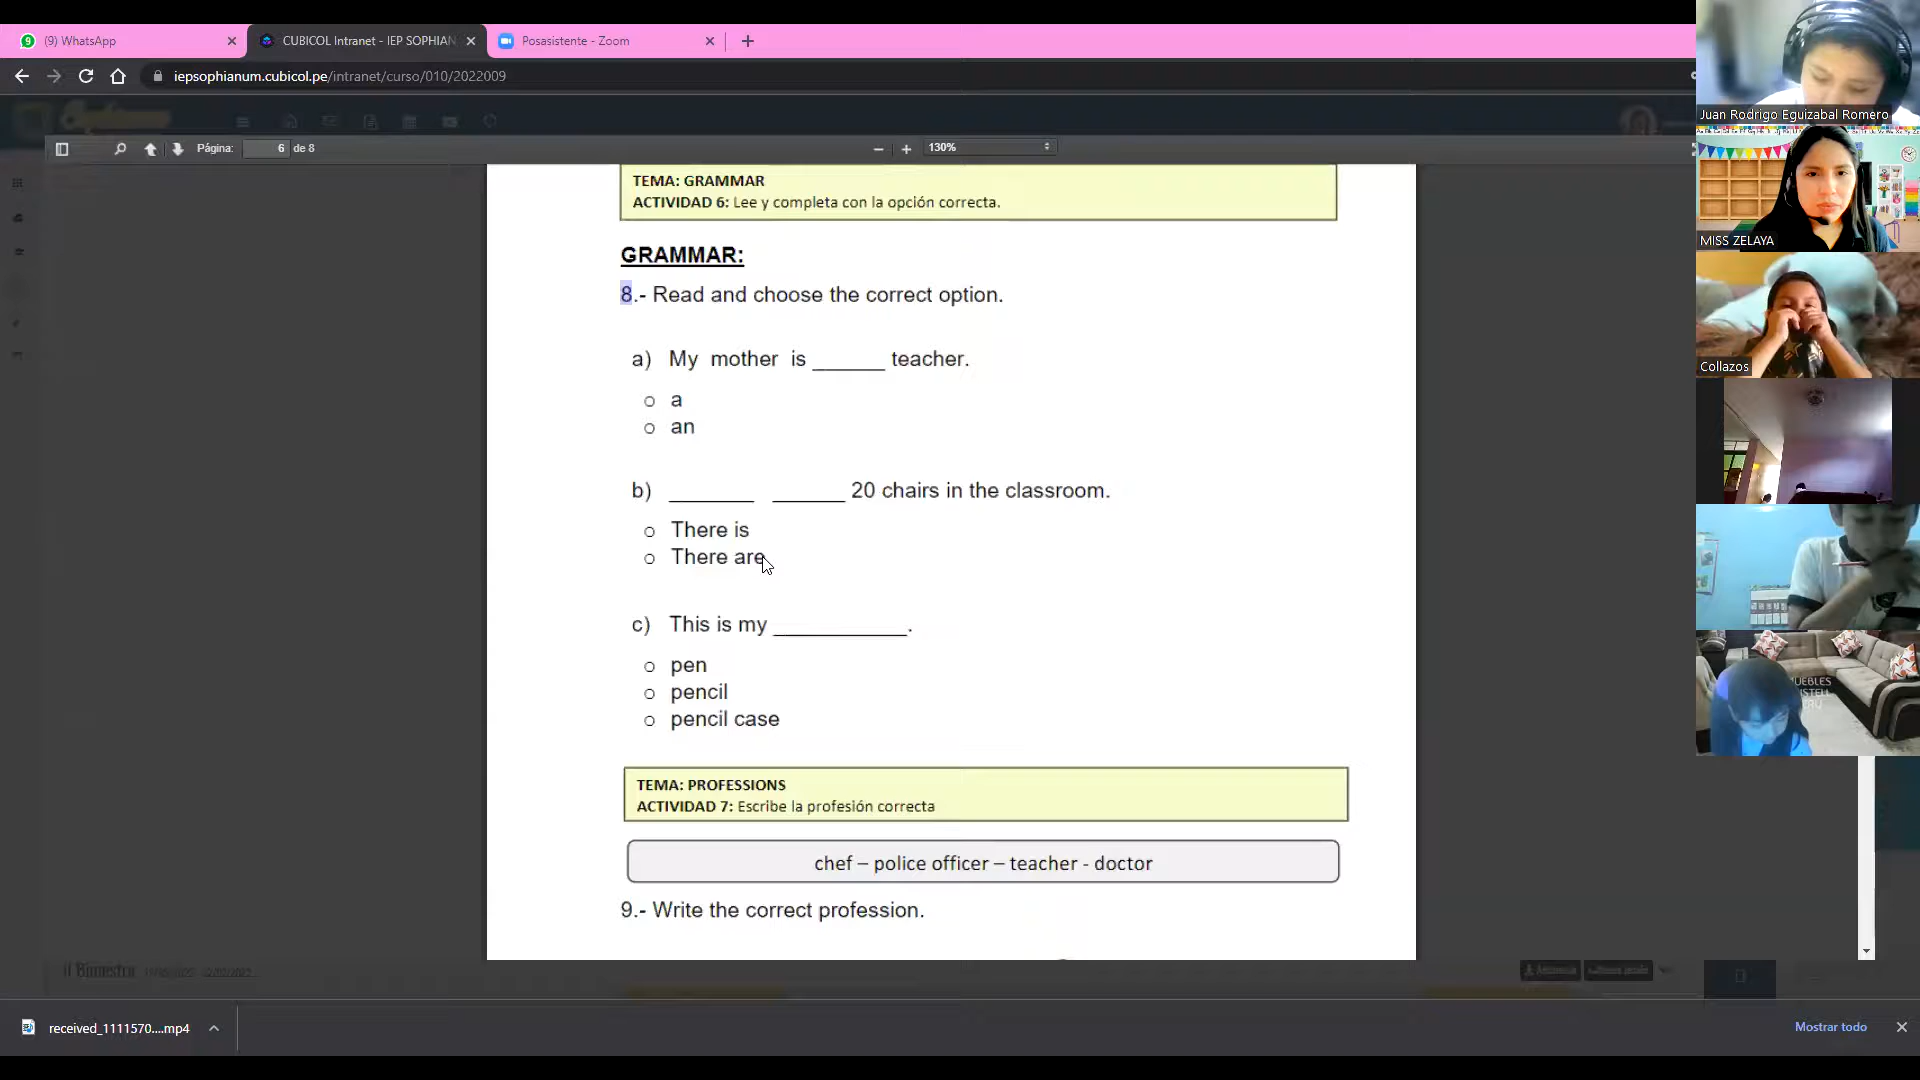 (9) WhatsApp
CUBICOL Intranet - IEP SOPHIAN
Posasistente - Zoom
iepsophianum.cubicol.pe/intranet/curso/010/2022009
Página: 6 de 8
130%
TEMA: GRAMMAR
ACTIVIDAD 6: Lee y completa con la opción correcta.
GRAMMAR:
8.- Read and choose the correct option.
a) My mother is ______ teacher.
o a
o an
b) _______ ______ 20 chairs in the classroom.
o There is
o There are
c) This is my ___________.
o pen
o pencil
o pencil case
TEMA: PROFESSIONS
ACTIVIDAD 7: Escribe la profesión correcta
chef – police officer – teacher - doctor
9.- Write the correct profession.
II Bimestre
received_1111570....mp4
Mostrar todo
Juan Rodrigo Eguizabal Romero
MISS ZELAYA
Collazos